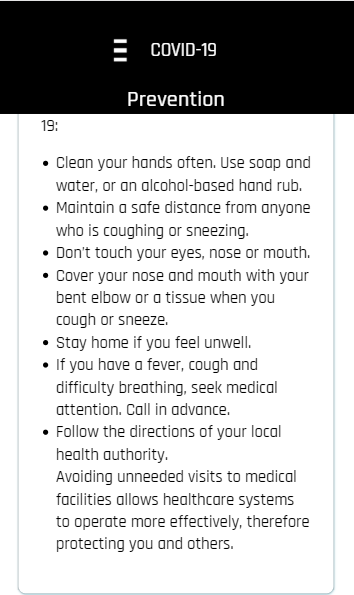 COVID-19
Prevention
19:
Clean your hands often. Use soap and
water, or an alcohol-based hand rub.
Maintain a safe distance from anyone
who is coughing or sneezing.
Don't touch your eyes, nose or mouth.
Cover your nose and mouth with your
bent elbow or a tissue when you
cough or sneeze.
Stay home if you feel unwell.
If you have a fever, cough and
difficulty breathing, seek medical
attention. Call in advance.
Follow the directions of your local
health authority.
Avoiding unneeded visits to medical
facilities allows healthcare systems
to operate more effectively, therefore
protecting you and others.